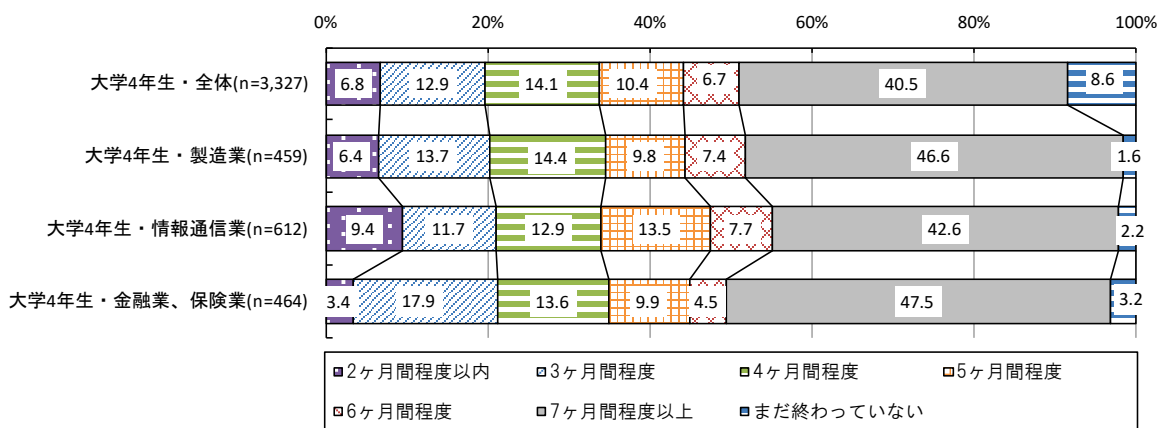 0% 20% 40% 60% 80% 100%
大学4年生・全体(n=3,327) 6.8 12.9 14.1 10.4 6.7 40.5 8.6
大学4年生・製造業(n=459) 6.4 13.7 14.4 9.8 7.4 46.6 1.6
大学4年生・情報通信業(n=612) 9.4 11.7 12.9 13.5 7.7 42.6 2.2
大学4年生・金融業、保険業(n=464) 3.4 17.9 13.6 9.9 4.5 47.5 3.2
2ヶ月間程度以内 3ヶ月間程度 4ヶ月間程度 5ヶ月間程度
6ヶ月間程度 7ヶ月間程度以上 まだ終わっていない